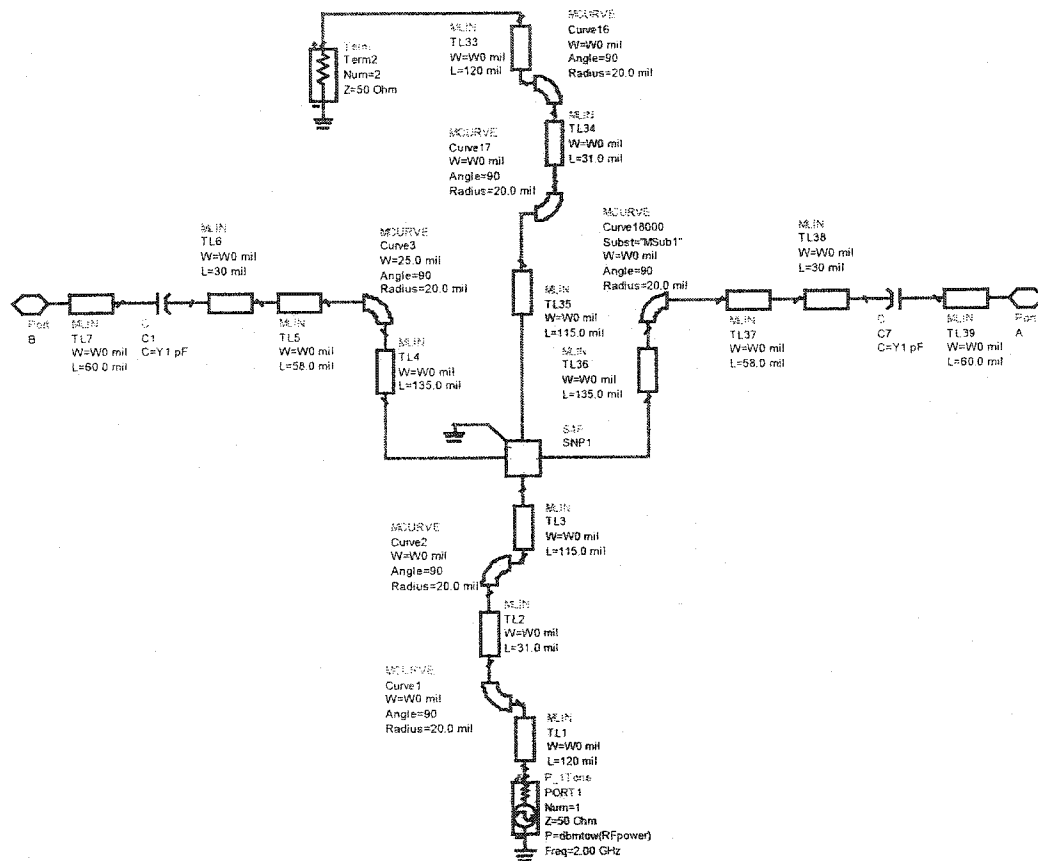 Term
Term2
Num=2
Z=50 Ohm
MLIN
TL33
W=W0 mil
L=120 mil
MCURVE
Curve16
W=W0 mil
Angle=90
Radius=20.0 mil
MLIN
TL34
W=W0 mil
L=31.0 mil
MCURVE
Curve17
W=W0 mil
Angle=90
Radius=20.0 mil
MLIN
TL6
W=W0 mil
L=30 mil
MCURVE
Curve3
W=25.0 mil
Angle=90
Radius=20.0 mil
MCURVE
Curve18000
Subst="MSub1"
W=W0 mil
Angle=90
Radius=20.0 mil
MLIN
TL38
W=W0 mil
L=30 mil
Port
B
MLIN
TL7
W=W0 mil
L=60.0 mil
C
C1
C=Y1 pF
MLIN
TL5
W=W0 mil
L=58.0 mil
MLIN
TL4
W=W0 mil
L=135.0 mil
MLIN
TL35
W=W0 mil
L=115.0 mil
MLIN
TL36
W=W0 mil
L=135.0 mil
MLIN
TL37
W=W0 mil
L=58.0 mil
C
C7
C=Y1 pF
MLIN
TL39
W=W0 mil
L=60.0 mil
Port
A
S4P
SNP1
MLIN
TL3
W=W0 mil
L=115.0 mil
MCURVE
Curve2
W=W0 mil
Angle=90
Radius=20.0 mil
MLIN
TL2
W=W0 mil
L=31.0 mil
MCURVE
Curve1
W=W0 mil
Angle=90
Radius=20.0 mil
MLIN
TL1
W=W0 mil
L=120 mil
P_1Tone
PORT1
Num=1
Z=50 Ohm
P=dbmtow(RFpower)
Freq=2.00 GHz